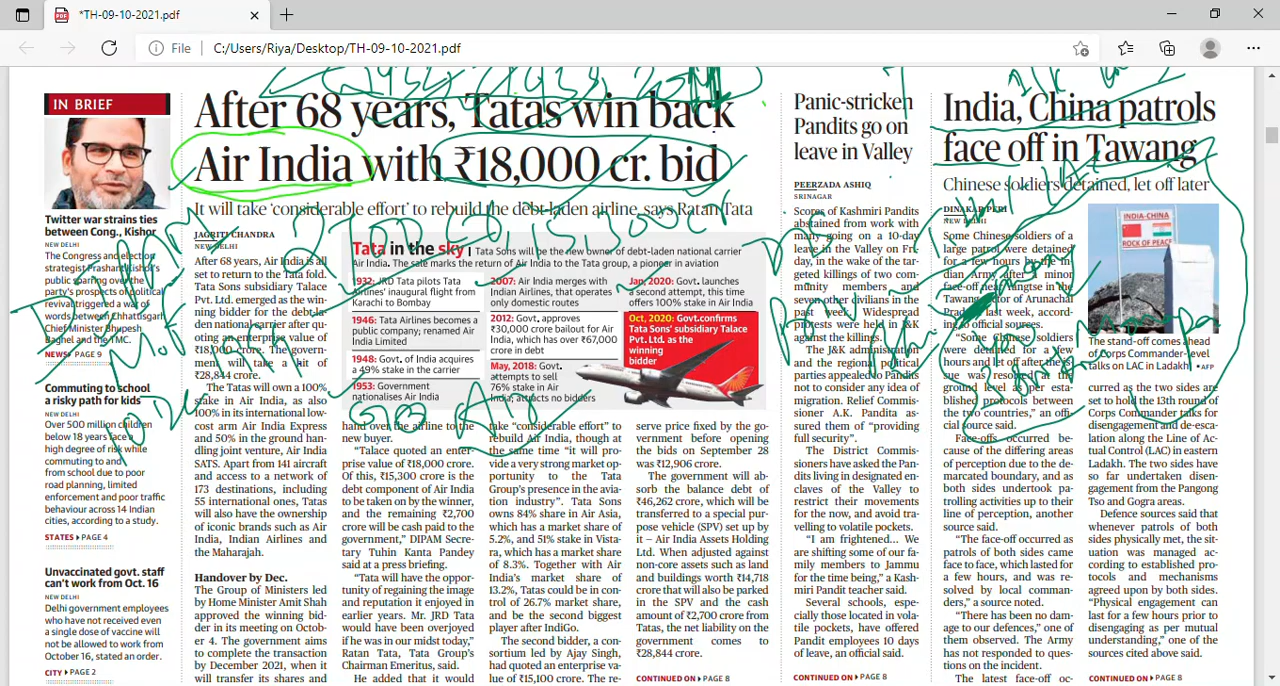 *TH-09-10-2021.pdf
File
C:/Users/Riya/Desktop/TH-09-10-2021.pdf
IN BRIEF
Twitter war strains ties
between Cong., Kishor
NEW DELHI
The Congress and election
strategist Prashant Kishor's
public sparring over the
party's prospects of political
revival triggered a war of
words between Chhattisgarh
Chief Minister Bhupesh
Baghel and the TMC.
NEWS PAGE 9
Commuting to school
a risky path for kids
NEW DELHI
Over 500 million children
below 18 years face a
high degree of risk while
commuting to and
from school due to poor
road planning, limited
enforcement and poor traffic
behaviour across 14 Indian
cities, according to a study.
STATES PAGE 4
Unvaccinated govt. staff
can't work from Oct. 16
NEW DELHI
Delhi government employees
who have not received even
a single dose of vaccine will
not be allowed to work from
October 16, stated an order.
CITY PAGE 2
After 68 years, Tatas win back
Air India with ₹18,000 cr. bid
It will take 'considerable effort' to rebuild the debt-laden airline, says Ratan Tata
JAGRITI CHANDRA
NEW DELHI
After 68 years, Air India is all
set to return to the Tata fold.
Tata Sons subsidiary Talace
Pvt. Ltd. emerged as the win-
ning bidder for the debt-la-
den national carrier after qu-
oting an enterprise value of
₹18,000 crore. The govern-
ment will take a hit of
₹28,844 crore.
The Tatas will own a 100%
stake in Air India, as also
100% in its international low-
cost arm Air India Express
and 50% in the ground han-
dling joint venture, Air India
SATS. Apart from 141 aircraft
and access to a network of
173 destinations, including
55 international ones, Tatas
will also have the ownership
of iconic brands such as Air
India, Indian Airlines and
the Maharajah.
Handover by Dec.
The Group of Ministers led
by Home Minister Amit Shah
approved the winning bid-
der in its meeting on Octob-
er 4. The government aims
to complete the transaction
by December 2021, when it
will transfer its shares and
Tata in the sky
Tata Sons will be the new owner of debt-laden national carrier
Air India. The sale marks the return of Air India to the Tata group, a pioneer in aviation
1932: JRD Tata pilots Tata
Airlines' inaugural flight from
Karachi to Bombay
1946: Tata Airlines becomes a
public company; renamed Air
India Limited
1948: Govt. of India acquires
a 49% stake in the carrier
1953: Government
nationalises Air India
2007: Air India merges with
Indian Airlines, that operates
only domestic routes
2012: Govt. approves
₹30,000 crore bailout for Air
India, which has over ₹67,000
crore in debt
May, 2018: Govt.
attempts to sell
76% stake in Air
India; attracts no bidders
Jan, 2020: Govt. launches
a second attempt, this time
offers 100% stake in Air India
Oct, 2020: Govt.confirms
Tata Sons' subsidiary Talace
Pvt. Ltd. as the
winning
bidder
hand over the airline to the
new buyer.
"Talace quoted an enter-
prise value of ₹18,000 crore.
Of this, ₹15,300 crore is the
debt component of Air India
to be taken on by the winner,
and the remaining ₹2,700
crore will be cash paid to the
government," DIPAM Secre-
tary Tuhin Kanta Pandey
said at a press briefing.
"Tata will have the oppor-
tunity of regaining the image
and reputation it enjoyed in
earlier years. Mr. JRD Tata
would have been overjoyed
if he was in our midst today,"
Ratan Tata, Tata Group's
Chairman Emeritus, said.
He added that it would
take "considerable effort" to
rebuild Air India, though at
the same time "it will pro-
vide a very strong market op-
portunity to the Tata
Group's presence in the avia-
tion industry". Tata Sons
owns 84% share in Air Asia,
which has a market share of
5.2%, and 51% stake in Vista-
ra, which has a market share
of 8.3%. Together with Air
India's market share of
13.2%, Tatas could be in con-
trol of 26.7% market share,
and be the second biggest
player after IndiGo.
The second bidder, a con-
sortium led by Ajay Singh,
had quoted an enterprise va-
lue of ₹15,100 crore. The re-
serve price fixed by the go-
vernment before opening
the bids on September 28
was ₹12,906 crore.
The government will ab-
sorb the balance debt of
₹46,262 crore, which will be
transferred to a special pur-
pose vehicle (SPV) set up by
it — Air India Assets Holding
Ltd. When adjusted against
non-core assets such as land
and buildings worth ₹14,718
crore that will also be parked
in the SPV and the cash
amount of ₹2,700 crore from
Tatas, the net liability on the
government comes to
₹28,844 crore.
CONTINUED ON PAGE 8
Panic-stricken
Pandits go on
leave in Valley
PEERZADA ASHIQ
SRINAGAR
Scores of Kashmiri Pandits
abstained from work with
many going on a 10-day
leave in the Valley on Fri-
day, in the wake of the tar-
geted killings of two com-
munity members and
seven other civilians in the
past week. Widespread
protests were held in J&K
against the killings.
The J&K administration
and the regional political
parties appealed to Pandits
not to consider any idea of
migration. Relief Commis-
sioner A.K. Pandita as-
sured them of "providing
full security".
The District Commis-
sioners have asked the Pan-
dits living in designated en-
claves of the Valley to
restrict their movements
for the now, and avoid tra-
velling to volatile pockets.
"I am frightened... We
are shifting some of our fa-
mily members to Jammu
for the time being," a Kash-
miri Pandit teacher said.
Several schools, espe-
cially those located in vola-
tile pockets, have offered
Pandit employees 10 days
of leave, an official said.
CONTINUED ON PAGE 8
India, China patrols
face off in Tawang
Chinese soldiers detained, let off later
DINAKAR PERI
NEW DELHI
Some Chinese soldiers of a
large patrol were detained
for a few hours by the In-
dian Army after a minor
face-off near Yangtse in the
Tawang sector of Arunachal
Pradesh last week, accord-
ing to official sources.
"Some Chinese soldiers
were detained for a few
hours and let off after the is-
sue was resolved at the
ground level as per esta-
blished protocols between
the two countries," an offi-
cial source said.
Face-offs occurred be-
cause of the differing areas
of perception due to the de-
marcated boundary, and as
both sides undertook pa-
trolling activities up to their
line of perception, another
source said.
"The face-off occurred as
patrols of both sides came
face to face, which lasted for
a few hours, and was re-
solved by local comman-
ders," a source noted.
"There has been no dam-
age to our defences," one of
them observed. The Army
has not responded to ques-
tions on the incident.
The latest face-off oc-
INDIA-CHINA
ROCK OF PEACE
The stand-off comes ahead
of Corps Commander-level
talks on LAC in Ladakh. AFP
curred as the two sides are
set to hold the 13th round of
Corps Commander talks for
disengagement and de-esca-
lation along the Line of Ac-
tual Control (LAC) in eastern
Ladakh. The two sides have
so far undertaken disen-
gagement from the Pangong
Tso and Gogra areas.
Defence sources said that
whenever patrols of both
sides physically met, the sit-
uation was managed ac-
cording to established pro-
tocols and mechanisms
agreed upon by both sides.
"Physical engagement can
last for a few hours prior to
disengaging as per mutual
understanding," one of the
sources cited above said.
CONTINUED ON PAGE 8